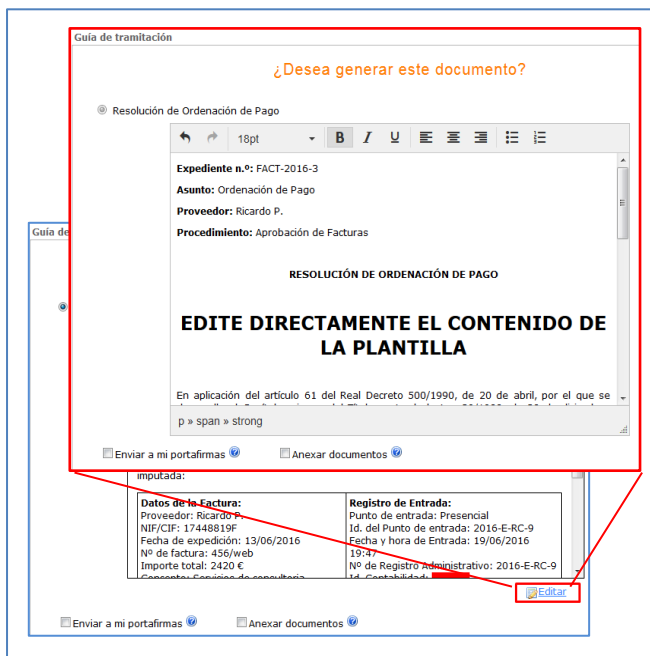 Guía de tramitación
¿Desea generar este documento?
Resolución de Ordenación de Pago
18pt
B I U
Expediente n.º: FACT-2016-3
Asunto: Ordenación de Pago
Proveedor: Ricardo P.
Procedimiento: Aprobación de Facturas
RESOLUCIÓN DE ORDENACIÓN DE PAGO
EDITE DIRECTAMENTE EL CONTENIDO DE
LA PLANTILLA
En aplicación del artículo 61 del Real Decreto 500/1990, de 20 de abril, por el que se
p » span » strong
Enviar a mi portafirmas
Anexar documentos
Guía de
imputada:
Datos de la Factura:
Proveedor: Ricardo P.
NIF/CIF: 17448819F
Fecha de expedición: 13/06/2016
Nº de factura: 456/web
Importe total: 2420 €
Concepto: Servicios de consultoria
Registro de Entrada:
Punto de entrada: Presencial
Id. del Punto de entrada: 2016-E-RC-9
Fecha y hora de Entrada: 19/06/2016
19:47
Nº de Registro Administrativo: 2016-E-RC-9
Id. Contabilidad:
Editar
Enviar a mi portafirmas
Anexar documentos